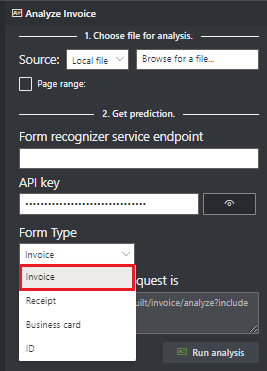 Analyze Invoice
1. Choose file for analysis.
Source: Local file Browse for a file...
Page range:
2. Get prediction.
Form recognizer service endpoint
API key
••••••••••••••••••••••••••••••••
Form Type
Invoice
Invoice
quest is
Receipt
uilt/invoice/analyze?include
Business card
ID
Run analysis